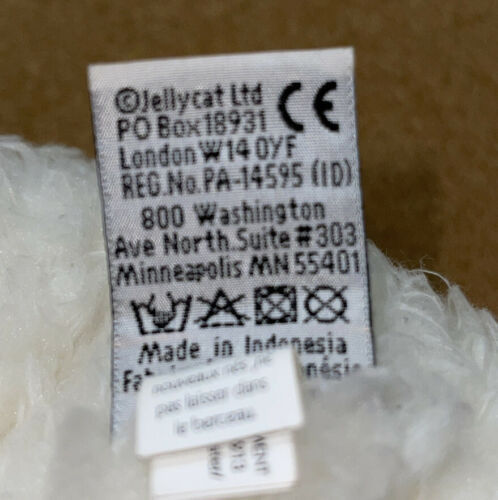 ©Jellycat Ltd CE
PO Box 18931
London W14 0YF
REG.No.PA-14595 (ID)
800 Washington
Ave North.Suite #303
Minneapolis MN 55401
Made in Indonesia
pas laisser dans
le berceau.